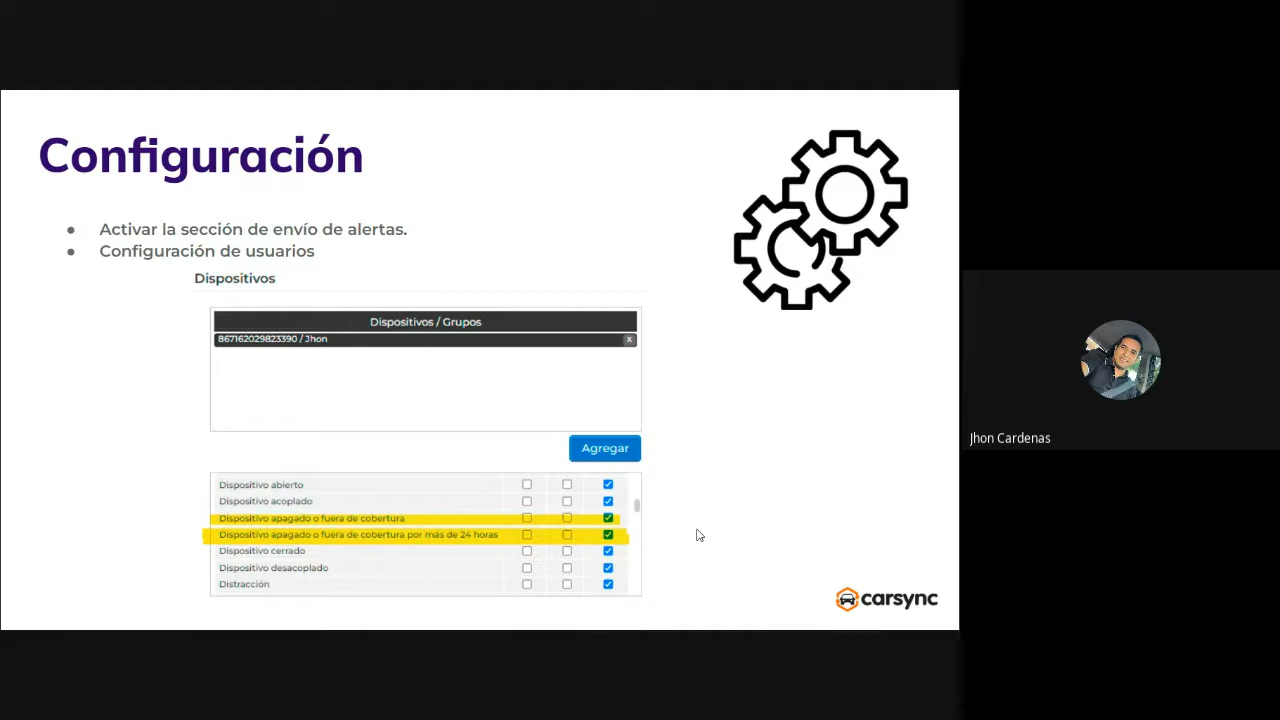 Configuración
● Activar la sección de envío de alertas.
● Configuración de usuarios
Dispositivos
Dispositivos / Grupos
867162029823390 / Jhon x
Agregar
Dispositivo abierto
Dispositivo acoplado
Dispositivo apagado o fuera de cobertura
Dispositivo apagado o fuera de cobertura por más de 24 horas
Dispositivo cerrado
Dispositivo desacoplado
Distracción
carsync
Jhon Cardenas